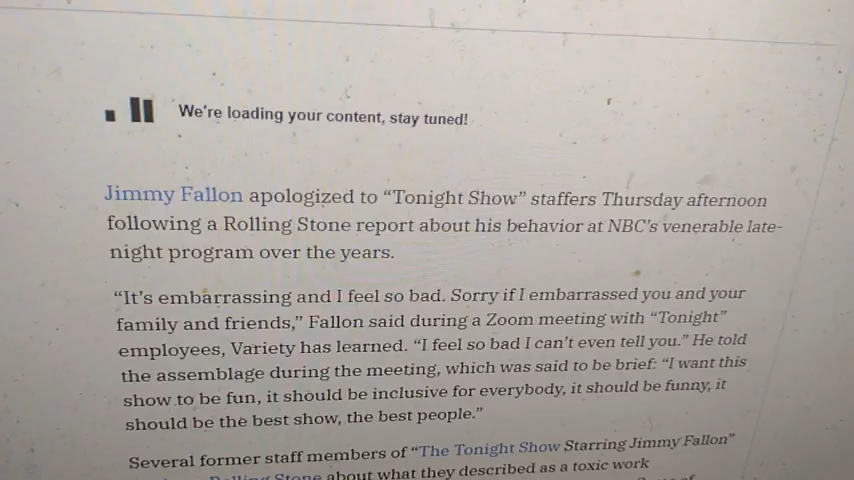 We're loading your content, stay tuned!
Jimmy Fallon apologized to “Tonight Show” staffers Thursday afternoon
following a Rolling Stone report about his behavior at NBC's venerable late-
night program over the years.
“It's embarrassing and I feel so bad. Sorry if I embarrassed you and your
family and friends,” Fallon said during a Zoom meeting with “Tonight”
employees, Variety has learned. “I feel so bad I can't even tell you.” He told
the assemblage during the meeting, which was said to be brief: “I want this
show to be fun, it should be inclusive for everybody, it should be funny, it
should be the best show, the best people.”
Several former staff members of “The Tonight Show Starring Jimmy Fallon”
Rolling Stone about what they described as a toxic work